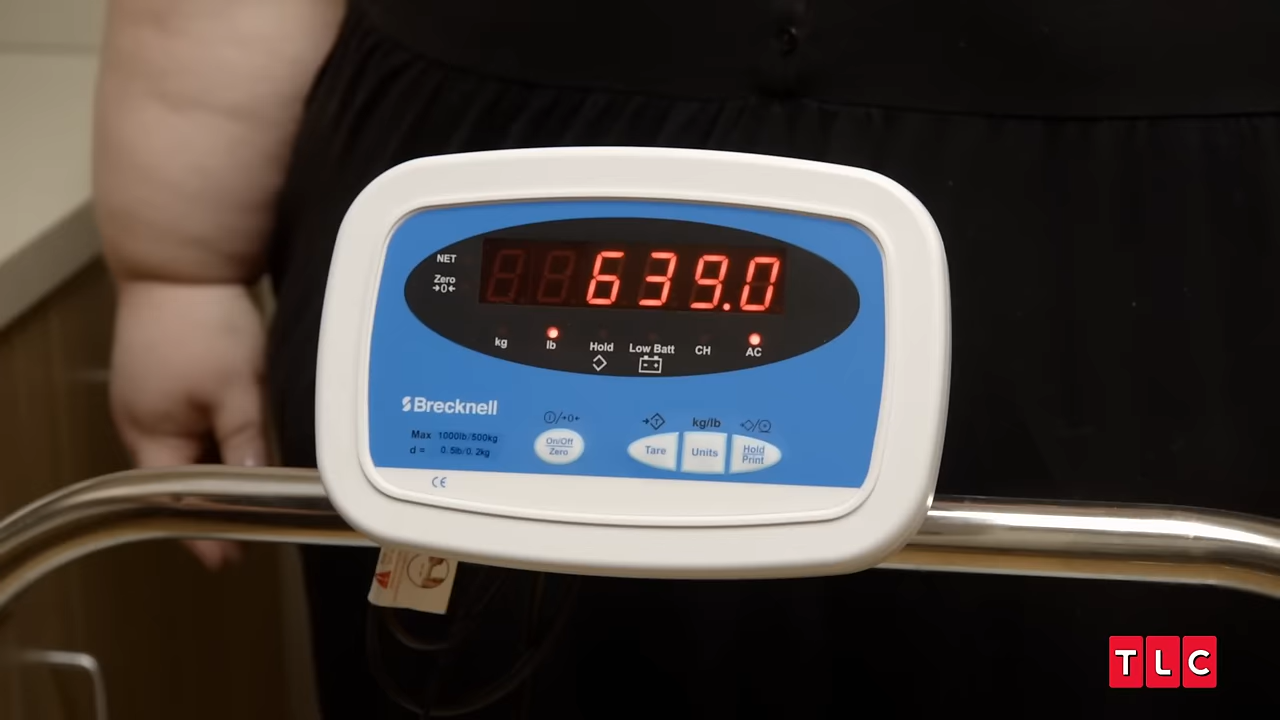 NET
639.0
Zero
→0←
kg lb Hold Low Batt CH AC
Brecknell
Max 1000lb/500kg
d = 0.5lb/0.2kg
On/Off
Zero
Tare
kg/lb
Units
Hold
Print
CE
TLC